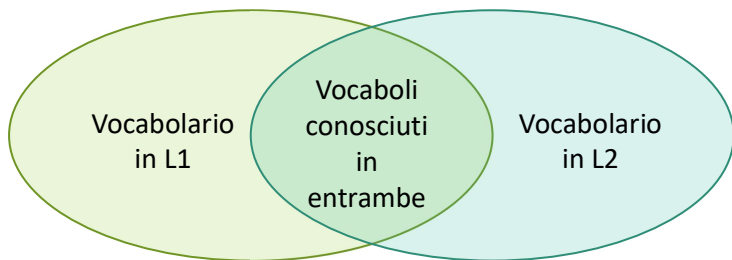 Vocabolario
in L1
Vocaboli
conosciuti
in
entrambe
Vocabolario
in L2